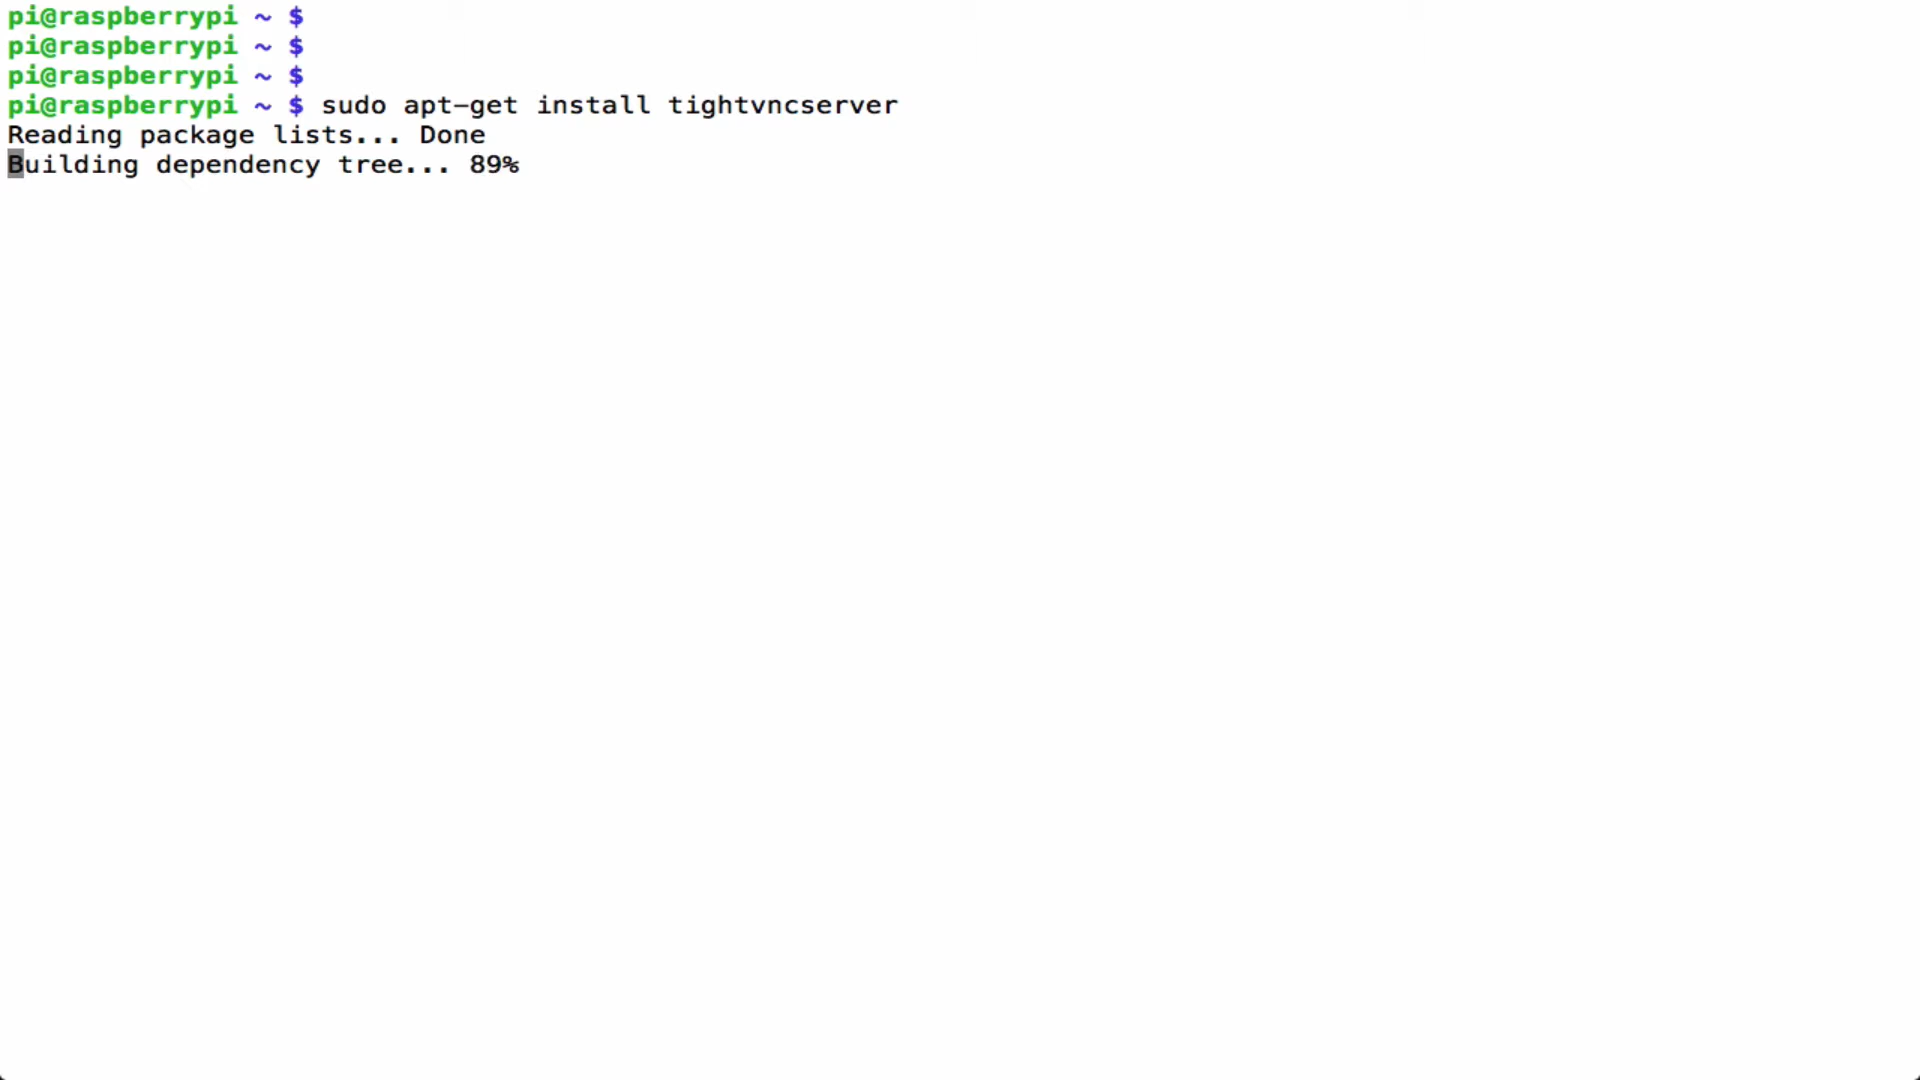 pi@raspberrypi ~ $
pi@raspberrypi ~ $
pi@raspberrypi ~ $
pi@raspberrypi ~ $ sudo apt-get install tightvncserver
Reading package lists... Done
Building dependency tree... 89%